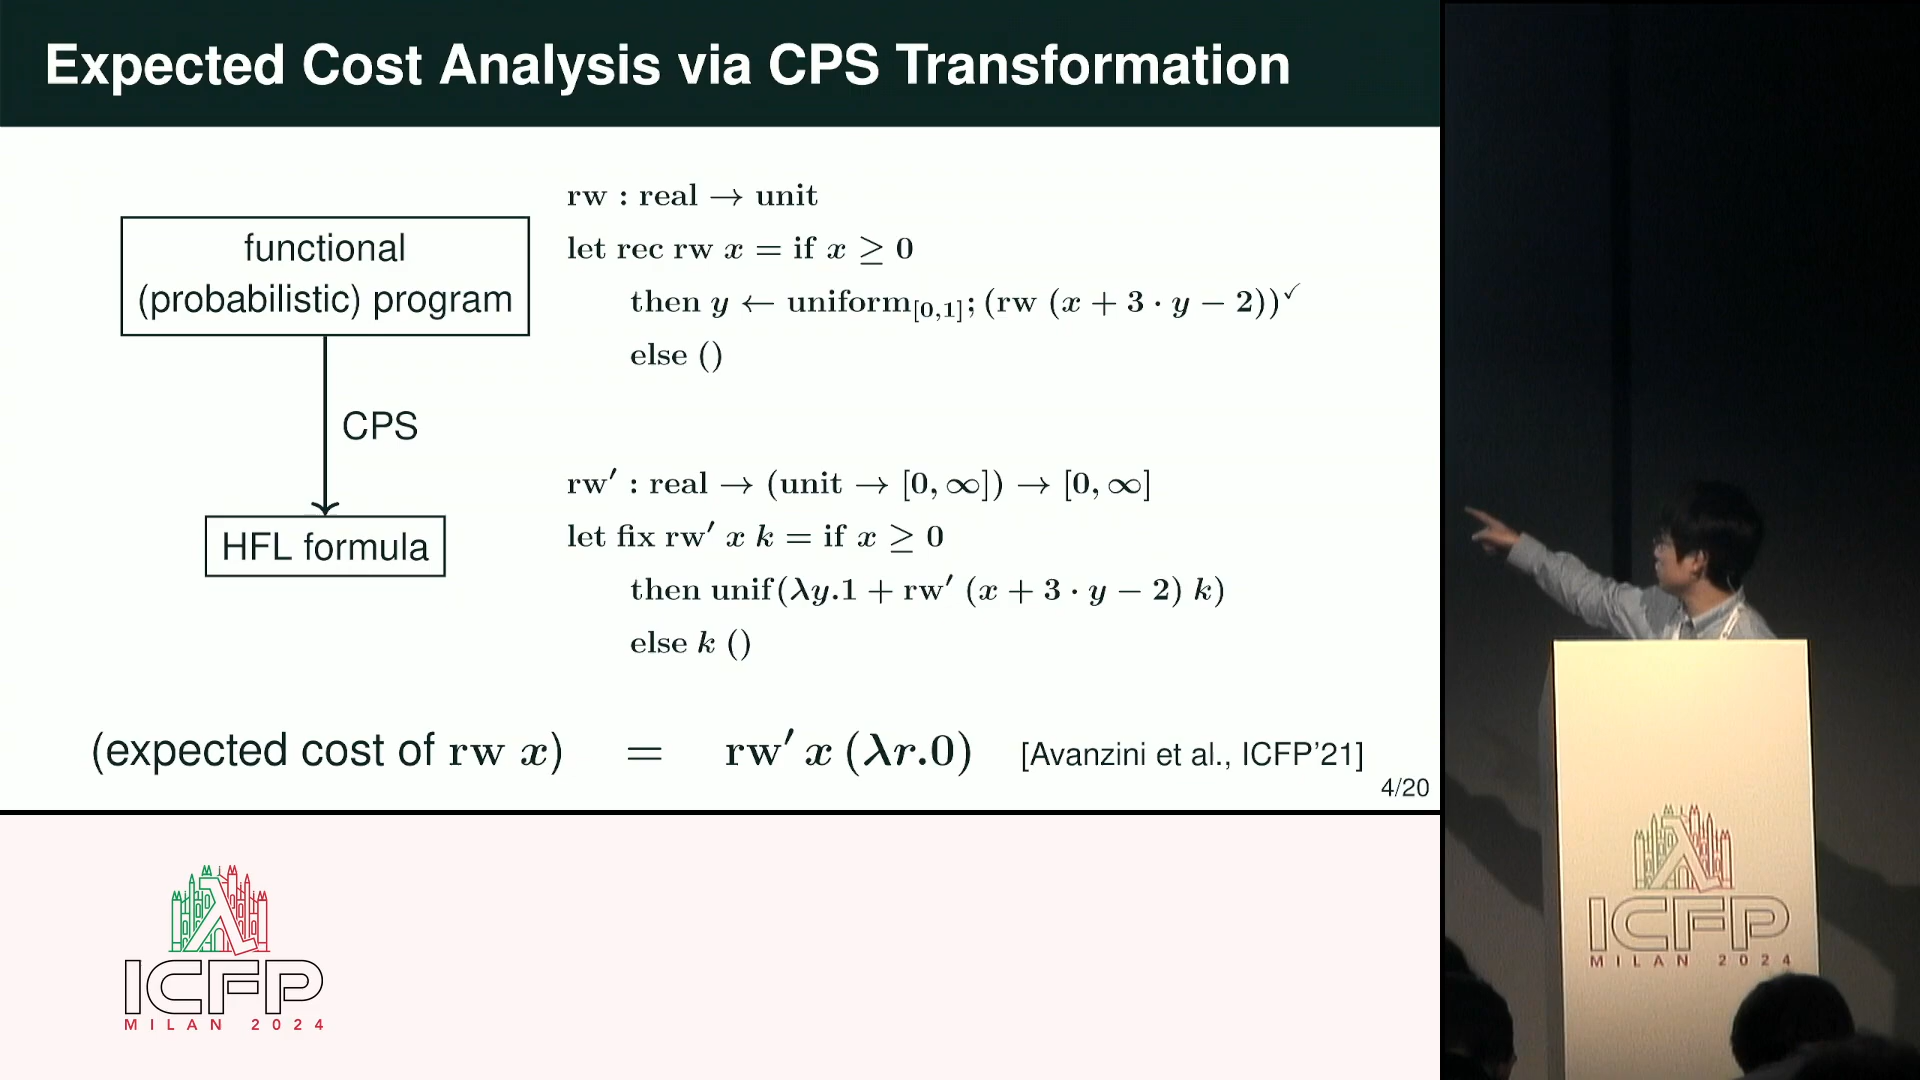 Expected Cost Analysis via CPS Transformation
functional
(probabilistic) program
CPS
HFL formula
rw : real → unit
let rec rw x = if x ≥ 0
then y ← uniform[0,1]; (rw (x + 3 · y − 2))✓
else ()
rw′ : real → (unit → [0, ∞]) → [0, ∞]
let fix rw′ x k = if x ≥ 0
then unif(λy.1 + rw′ (x + 3 · y − 2) k)
else k ()
(expected cost of rw x) = rw′ x (λr.0) [Avanzini et al., ICFP'21]
4/20
ICFP
MILAN 2024
ICFP
MILAN 2024